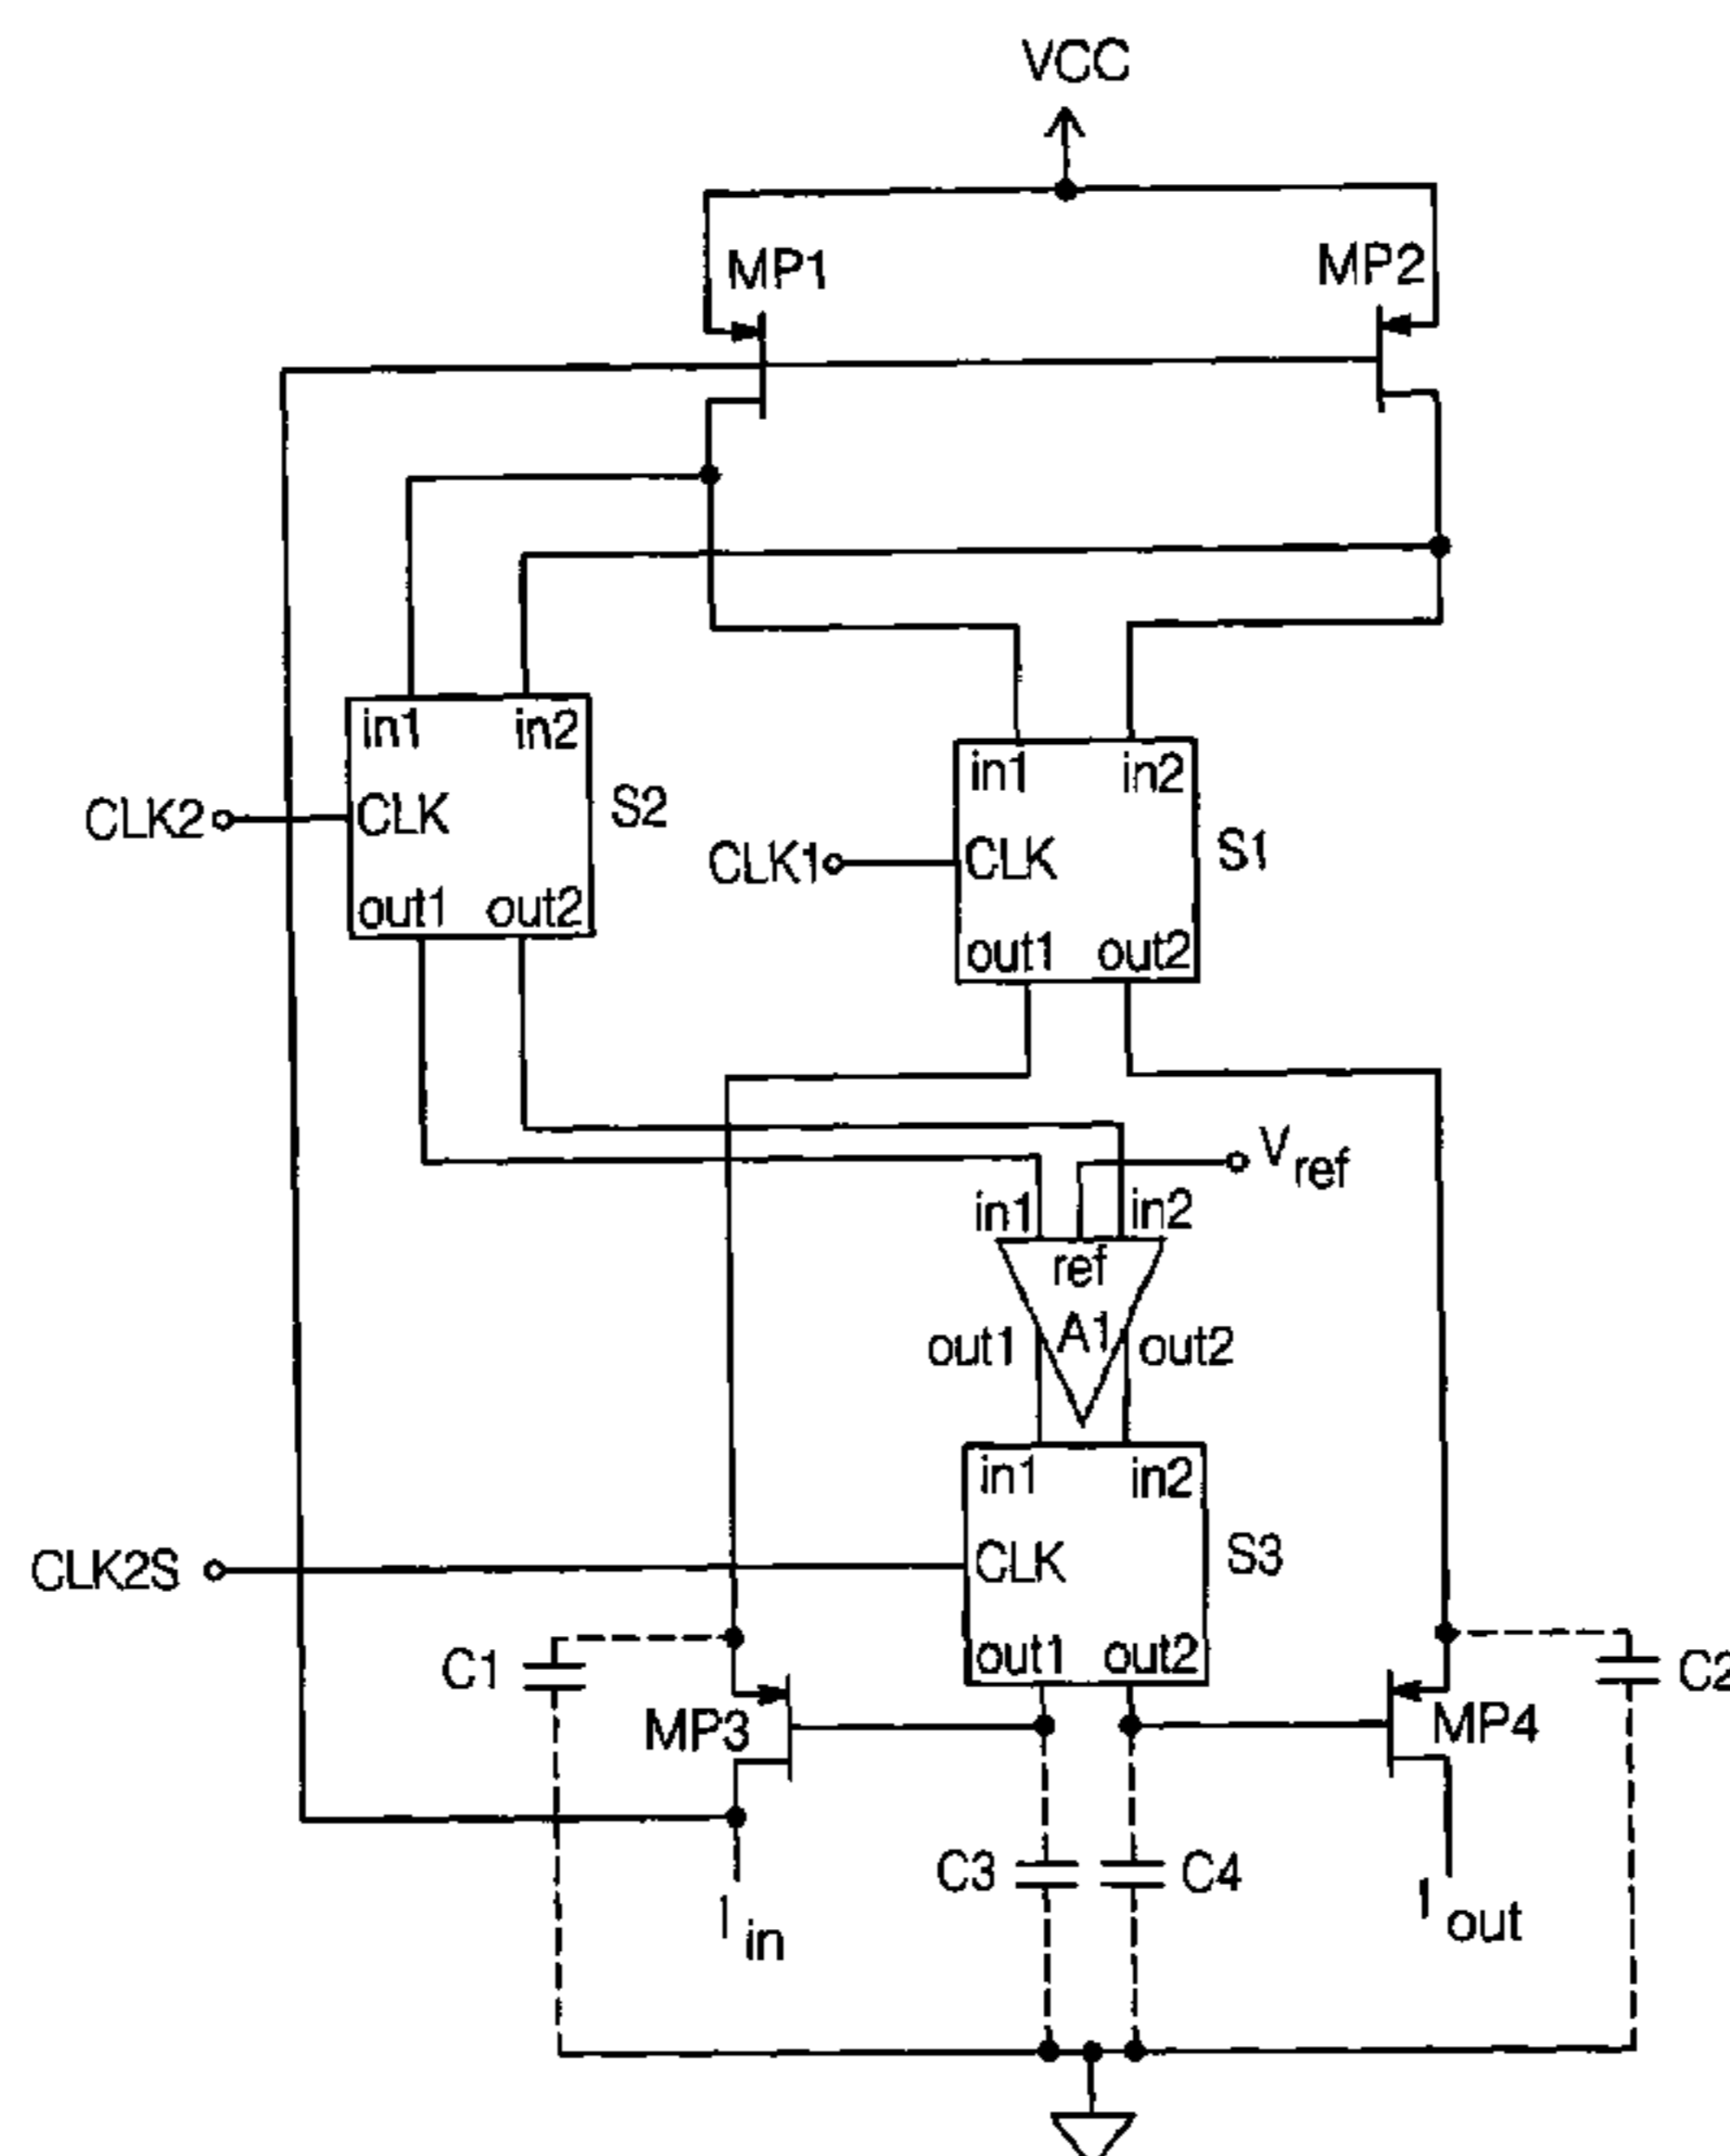 VCC
MP1
MP2
in1 in2
CLK2
CLK
S2
out1 out2
in1 in2
CLK1
CLK
S1
out1 out2
Vref
in1 in2
ref
A1
out1 out2
in1 in2
CLK2S
CLK
S3
out1 out2
C1
C2
MP3
MP4
C3
C4
Iin
Iout